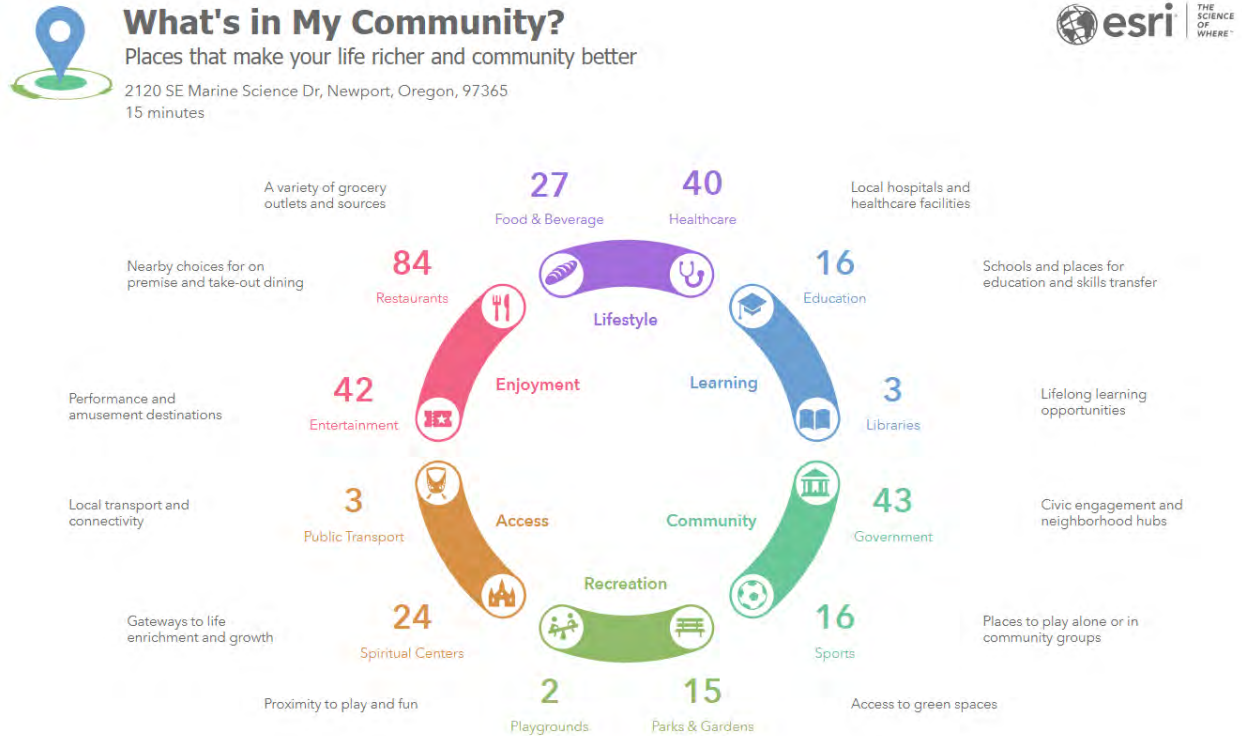 What's in My Community?
Places that make your life richer and community better
2120 SE Marine Science Dr, Newport, Oregon, 97365
15 minutes
esri
THE
SCIENCE
OF
WHERE
A variety of grocery
outlets and sources
27
Food & Beverage
40
Healthcare
Local hospitals and
healthcare facilities
Nearby choices for on
premise and take-out dining
84
Restaurants
Lifestyle
16
Education
Schools and places for
education and skills transfer
Performance and
amusement destinations
42
Entertainment
Enjoyment
Learning
3
Libraries
Lifelong learning
opportunities
Local transport and
connectivity
3
Public Transport
Access
Community
43
Government
Civic engagement and
neighborhood hubs
Gateways to life
enrichment and growth
24
Spiritual Centers
Recreation
16
Sports
Places to play alone or in
community groups
Proximity to play and fun
2
Playgrounds
15
Parks & Gardens
Access to green spaces